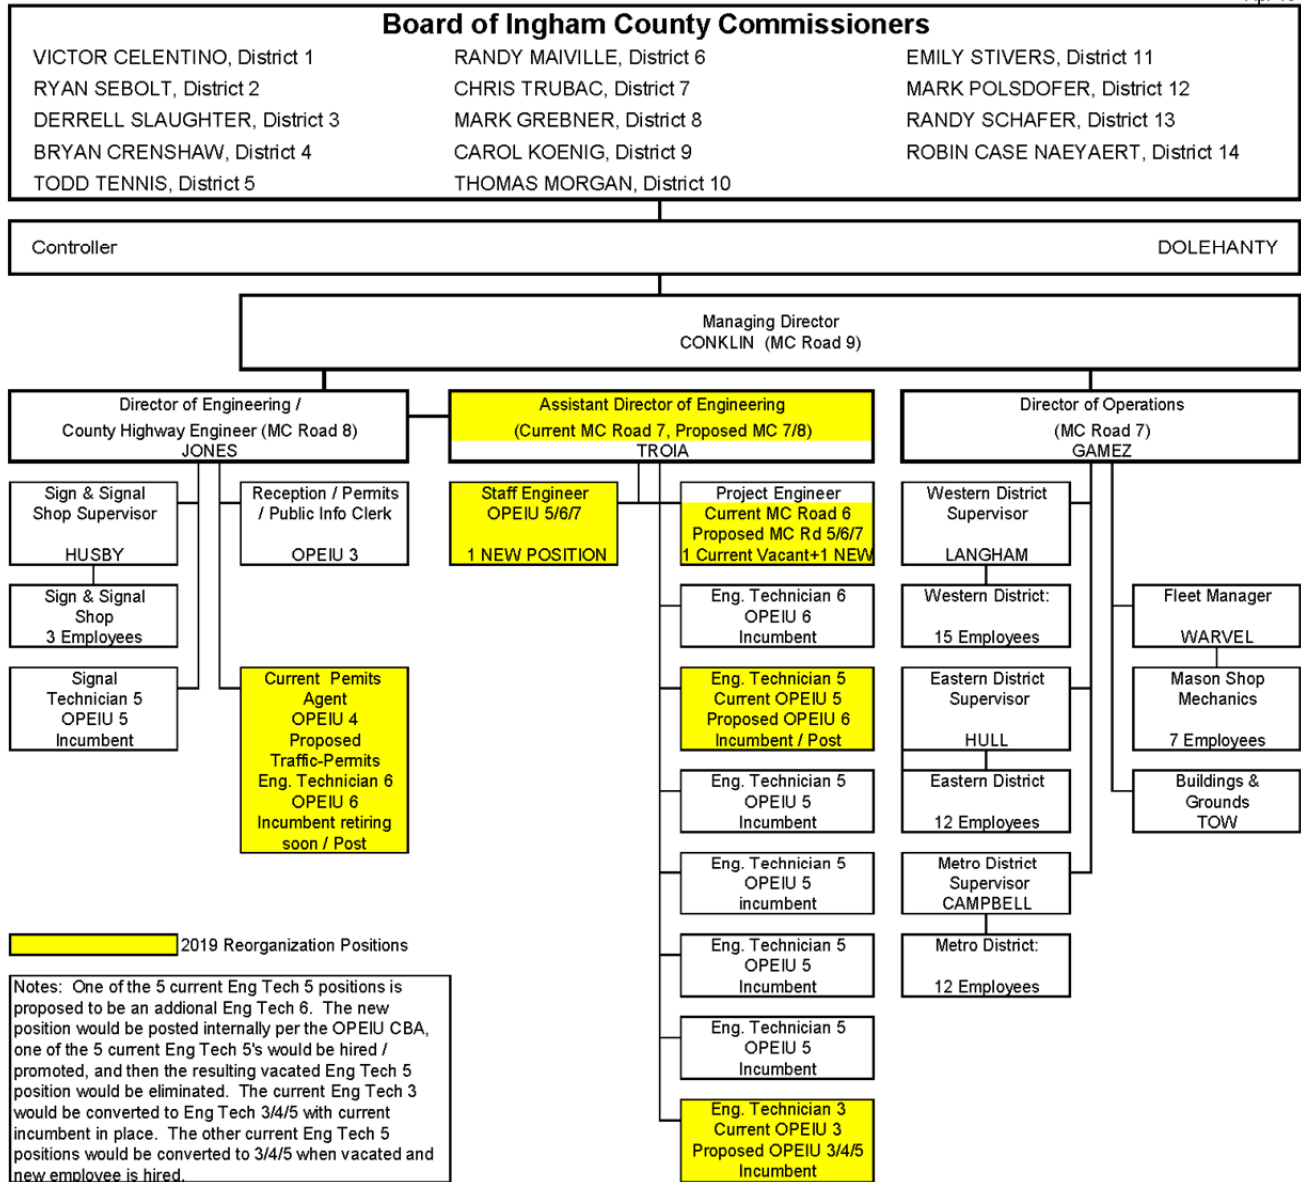 Board of Ingham County Commissioners
VICTOR CELENTINO, District 1
RYAN SEBOLT, District 2
DERRELL SLAUGHTER, District 3
BRYAN CRENSHAW, District 4
TODD TENNIS, District 5
RANDY MAIVILLE, District 6
CHRIS TRUBAC, District 7
MARK GREBNER, District 8
CAROL KOENIG, District 9
THOMAS MORGAN, District 10
EMILY STIVERS, District 11
MARK POLSDOFER, District 12
RANDY SCHAFER, District 13
ROBIN CASE NAEYAERT, District 14
Controller
DOLEHANTY
Managing Director
CONKLIN (MC Road 9)
Director of Engineering /
County Highway Engineer (MC Road 8)
JONES
Sign & Signal
Shop Supervisor
HUSBY
Sign & Signal
Shop
3 Employees
Signal
Technician 5
OPEIU 5
Incumbent
Reception / Permits
/ Public Info Clerk
OPEIU 3
Current Permits
Agent
OPEIU 4
Proposed
Traffic-Permits
Eng. Technician 6
OPEIU 6
Incumbent retiring
soon / Post
Assistant Director of Engineering
(Current MC Road 7, Proposed MC 7/8)
TROIA
Staff Engineer
OPEIU 5/6/7
1 NEW POSITION
Project Engineer
Current MC Road 6
Proposed MC Rd 5/6/7
1 Current Vacant+1 NEW
Eng. Technician 6
OPEIU 6
Incumbent
Eng. Technician 5
Current OPEIU 5
Proposed OPEIU 6
Incumbent / Post
Eng. Technician 5
OPEIU 5
Incumbent
Eng. Technician 5
OPEIU 5
incumbent
Eng. Technician 5
OPEIU 5
Incumbent
Eng. Technician 5
OPEIU 5
Incumbent
Eng. Technician 3
Current OPEIU 3
Proposed OPEIU 3/4/5
Incumbent
Director of Operations
(MC Road 7)
GAMEZ
Western District
Supervisor
LANGHAM
Western District:
15 Employees
Eastern District
Supervisor
HULL
Eastern District
12 Employees
Metro District
Supervisor
CAMPBELL
Metro District:
12 Employees
Fleet Manager
WARVEL
Mason Shop
Mechanics
7 Employees
Buildings &
Grounds
TOW
2019 Reorganization Positions
Notes: One of the 5 current Eng Tech 5 positions is
proposed to be an addional Eng Tech 6. The new
position would be posted internally per the OPEIU CBA,
one of the 5 current Eng Tech 5's would be hired /
promoted, and then the resulting vacated Eng Tech 5
position would be eliminated. The current Eng Tech 3
would be converted to Eng Tech 3/4/5 with current
incumbent in place. The other current Eng Tech 5
positions would be converted to 3/4/5 when vacated and
new employee is hired.